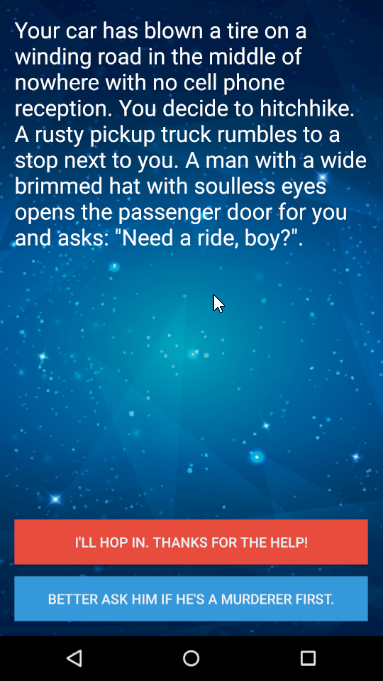 Your car has blown a tire on a
winding road in the middle of
nowhere with no cell phone
reception. You decide to hitchhike.
A rusty pickup truck rumbles to a
stop next to you. A man with a wide
brimmed hat with soulless eyes
opens the passenger door for you
and asks: "Need a ride, boy?".
I'LL HOP IN. THANKS FOR THE HELP!
BETTER ASK HIM IF HE'S A MURDERER FIRST.